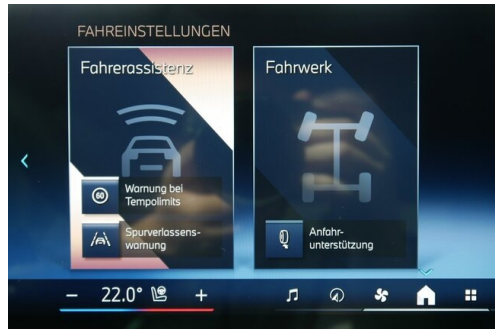 FAHREINSTELLUNGEN
Fahrerassistenz
Fahrwerk
60
Warnung bei
Tempolimits
Spurverlassens-
warnung
Anfahr-
unterstützung
− 22.0° +